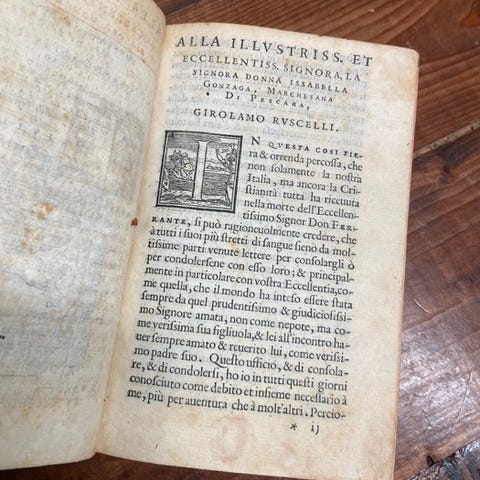 ALLA ILLVSTRISS. ET
ECCELLENTISS. SIGNORA, LA
SIGNORA DONNA ISSABELLA
GONZAGA, MARCHESANA
DI PESCARA,
GIROLAMO RVSCELLI.
IN QVESTA COSI FIE-
ra & orrenda percossa, che
non solamente la nostra
Italia, ma ancora la Cri-
stianità tutta ha riceuuta
nella morte dell'Eccellen-
tissimo Signor Don FER-
RANTE, si può ragioneuolmente credere, che
à tutti i suoi più stretti di sangue sieno da mol-
tissime parti venute lettere per consolargli ò
per condolersene con esso loro; & principal-
mente in particolare con vostra Eccellentia, co-
me quella, che il mondo ha inteso essere stata
sempre da quel prudentissimo & giudiciosissi-
mo Signore amata, non come nepote, ma co-
me verissima sua figliuola, & lei all'incontro ha-
uer sempre amato & reuerito lui, come verissi-
mo padre suo. Questo ufficio, & di consola-
re, & di condolersi, ho io in tutti questi giorni
conosciuto come debito et insieme necessario à
me, più per auentura che à molt'altri. Percio-
* ij